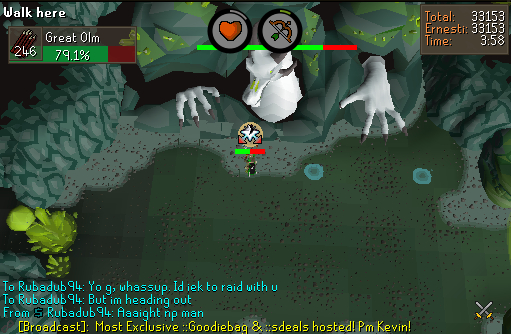 Walk here
Great Olm
246
79.1%
Total: 33153
Ernesti: 33153
Time: 3:58
To Rubadub94: Yo g, whassup. Id iek to raid with u
To Rubadub94: But im heading out
From Rubadub94: Aaaight np man
[Broadcast]: Most Exclusive ::Goodiebag & ::sdeals hosted! Pm Kevin!